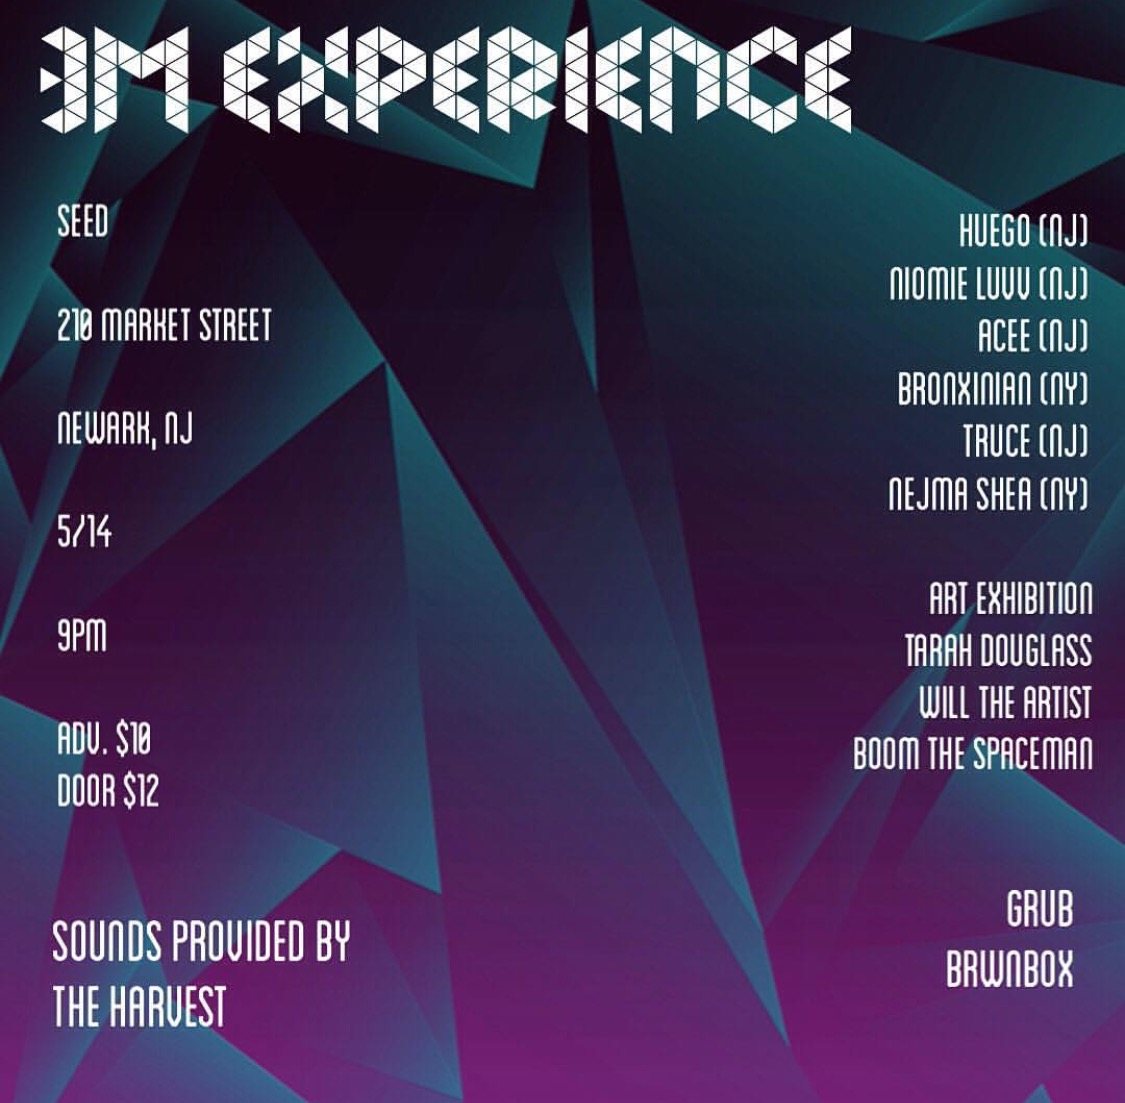 3M EXPERIENCE
SEED
210 MARKET STREET
NEWARK, NJ
5/14
9PM
ADV. $10
DOOR $12
SOUNDS PROVIDED BY
THE HARVEST
HUEGO (NJ)
NIOMIE LUVV (NJ)
ACEE (NJ)
BRONXINIAN (NY)
TRUCE (NJ)
NEJMA SHEA (NY)
ART EXHIBITION
TARAH DOUGLASS
WILL THE ARTIST
BOOM THE SPACEMAN
GRUB
BRWNBOX